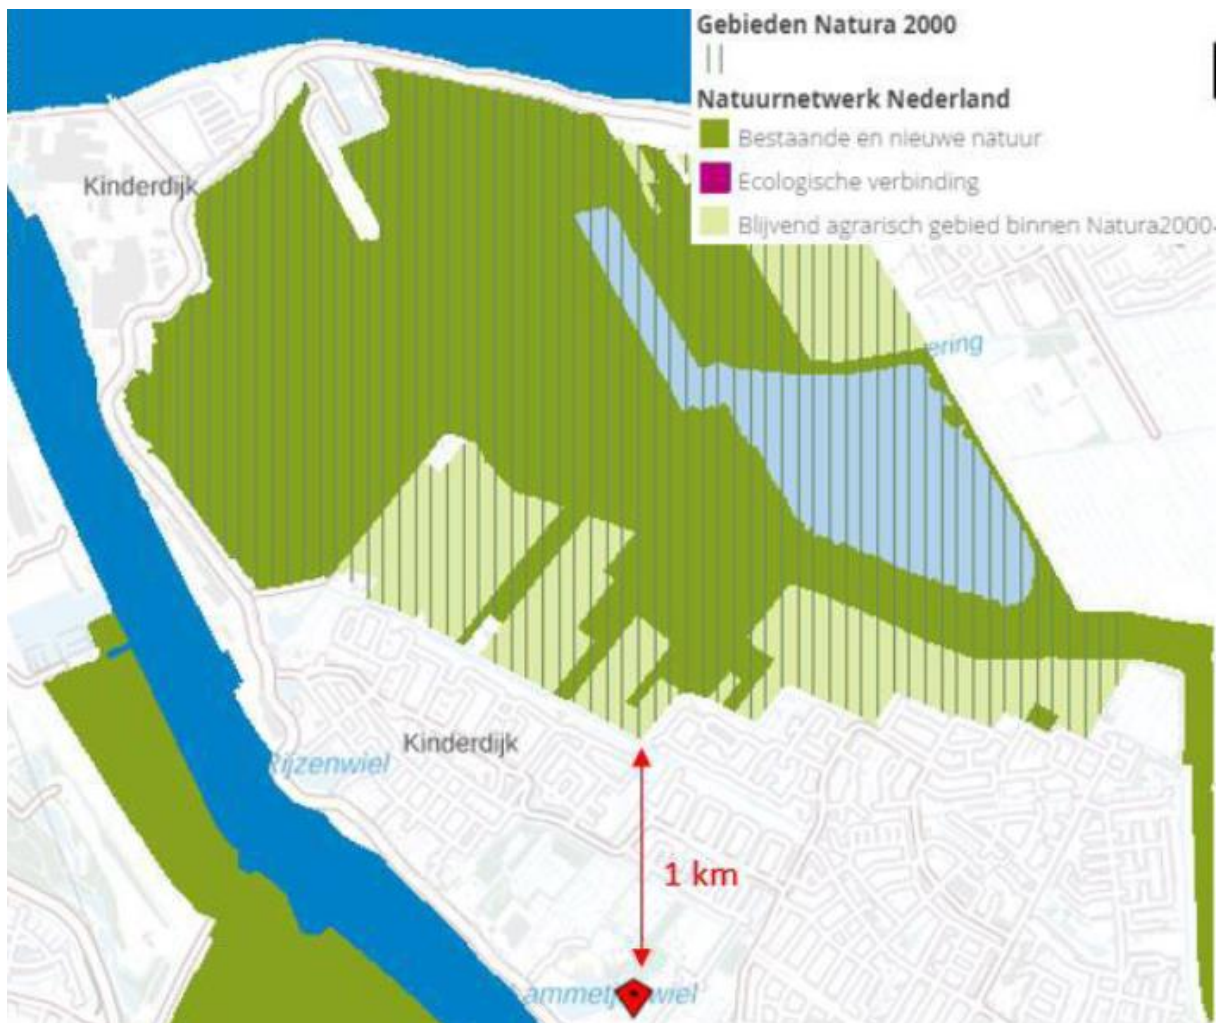 Gebieden Natura 2000
Natuurnetwerk Nederland
Bestaande en nieuwe natuur
Kinderdijk
Ecologische verbinding
Blijvend agrarisch gebied binnen Natura2000
ering
Kinderdijk
Rijzenwiel
1 km